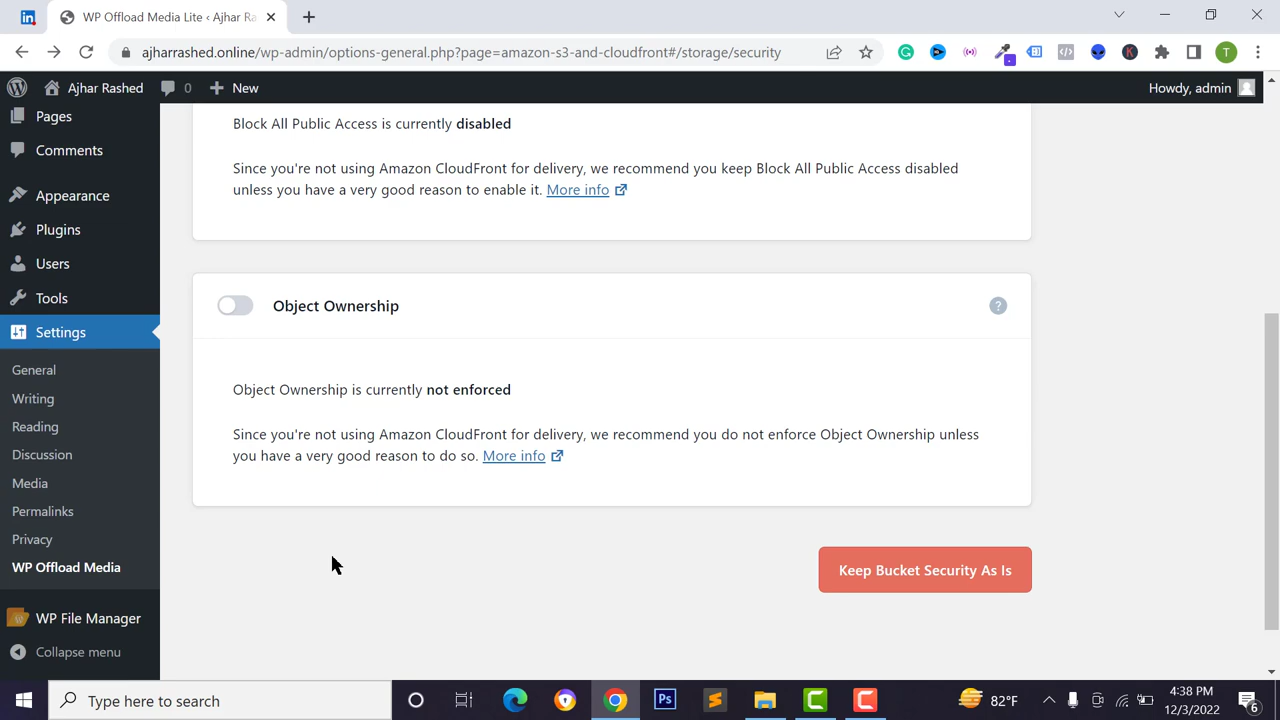 WP Offload Media Lite ‹ Ajhar Ra
ajharrashed.online/wp-admin/options-general.php?page=amazon-s3-and-cloudfront#/storage/security
T
Ajhar Rashed 0 New Howdy, admin
Pages
Comments
Appearance
Plugins
Users
Tools
Settings
General
Writing
Reading
Discussion
Media
Permalinks
Privacy
WP Offload Media
WP File Manager
Collapse menu
Block All Public Access is currently disabled
Since you're not using Amazon CloudFront for delivery, we recommend you keep Block All Public Access disabled
unless you have a very good reason to enable it. More info
Object Ownership ?
Object Ownership is currently not enforced
Since you're not using Amazon CloudFront for delivery, we recommend you do not enforce Object Ownership unless
you have a very good reason to do so. More info
Keep Bucket Security As Is
Type here to search
82°F
4:38 PM
12/3/2022
6